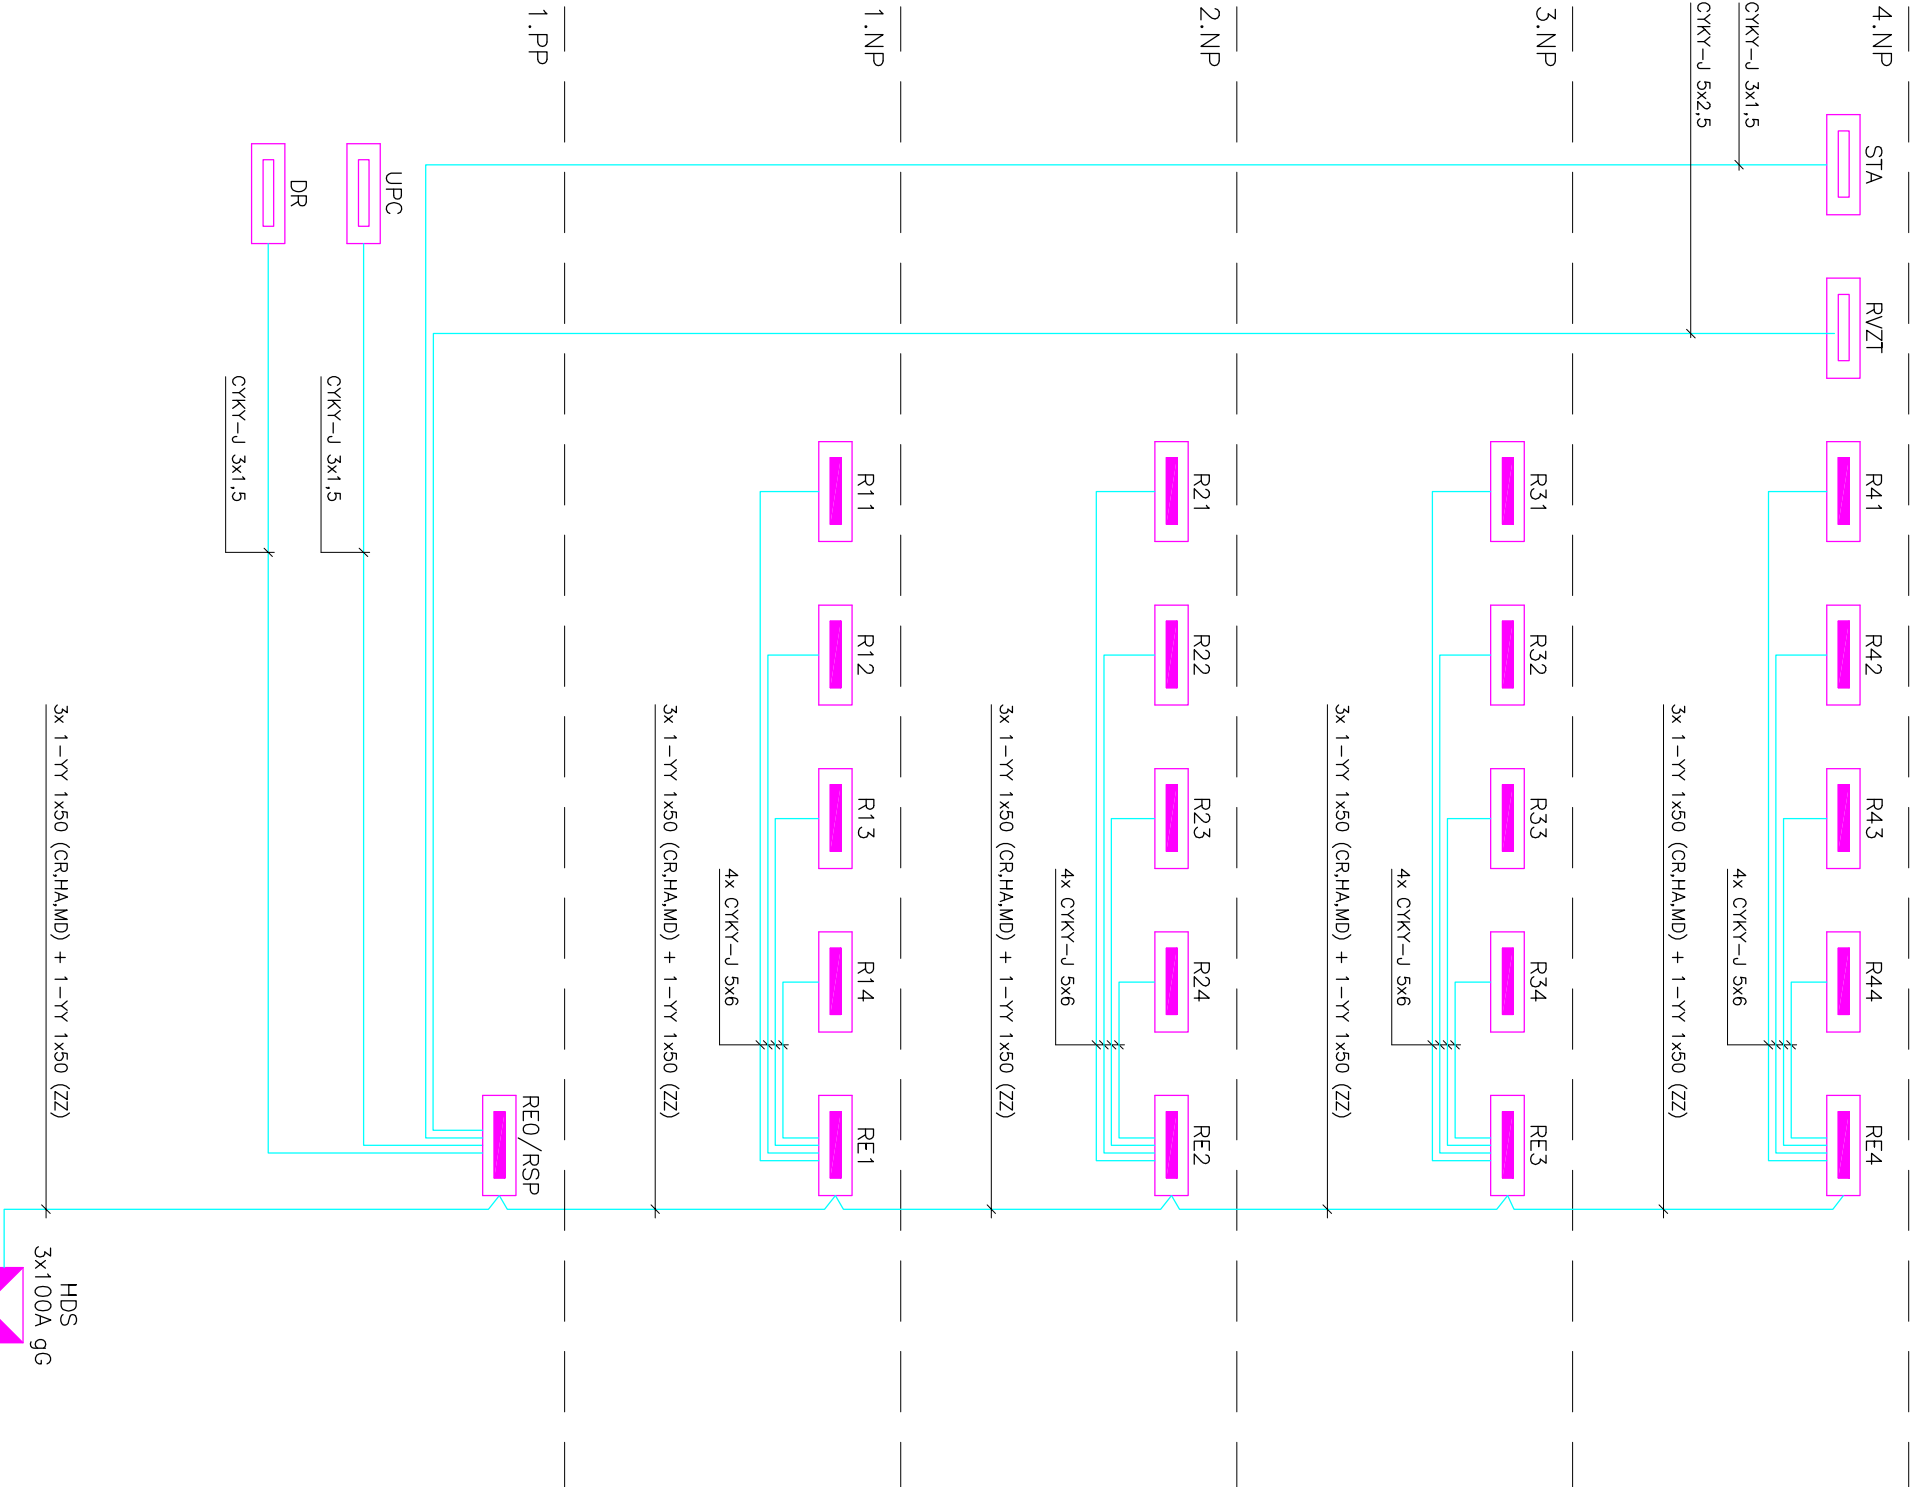 4.NP
CYKY-J 3x1,5
CYKY-J 5x2,5
STA
RVZT
R41
R42
R43
R44
RE4
4x CYKY-J 5x6
3x 1-YY 1x50 (CR,HA,MD) + 1-YY 1x50 (ZZ)
3.NP
R31
R32
R33
R34
RE3
4x CYKY-J 5x6
3x 1-YY 1x50 (CR,HA,MD) + 1-YY 1x50 (ZZ)
2.NP
R21
R22
R23
R24
RE2
4x CYKY-J 5x6
3x 1-YY 1x50 (CR,HA,MD) + 1-YY 1x50 (ZZ)
1.NP
R11
R12
R13
R14
RE1
4x CYKY-J 5x6
3x 1-YY 1x50 (CR,HA,MD) + 1-YY 1x50 (ZZ)
1.PP
RE0/RSP
UPC
CYKY-J 3x1,5
DR
CYKY-J 3x1,5
3x 1-YY 1x50 (CR,HA,MD) + 1-YY 1x50 (ZZ)
HDS
3x100A gG